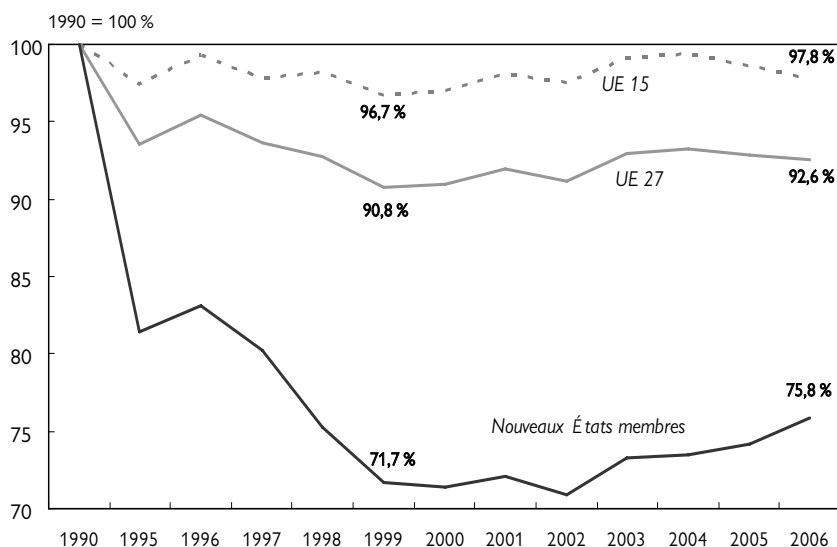 1990 = 100 %
100
97,8 %
UE 15
96,7 %
95
UE 27
92,6 %
90
90,8 %
85
80
75,8 %
Nouveaux États membres
75
71,7 %
70
1990 1995 1996 1997 1998 1999 2000 2001 2002 2003 2004 2005 2006